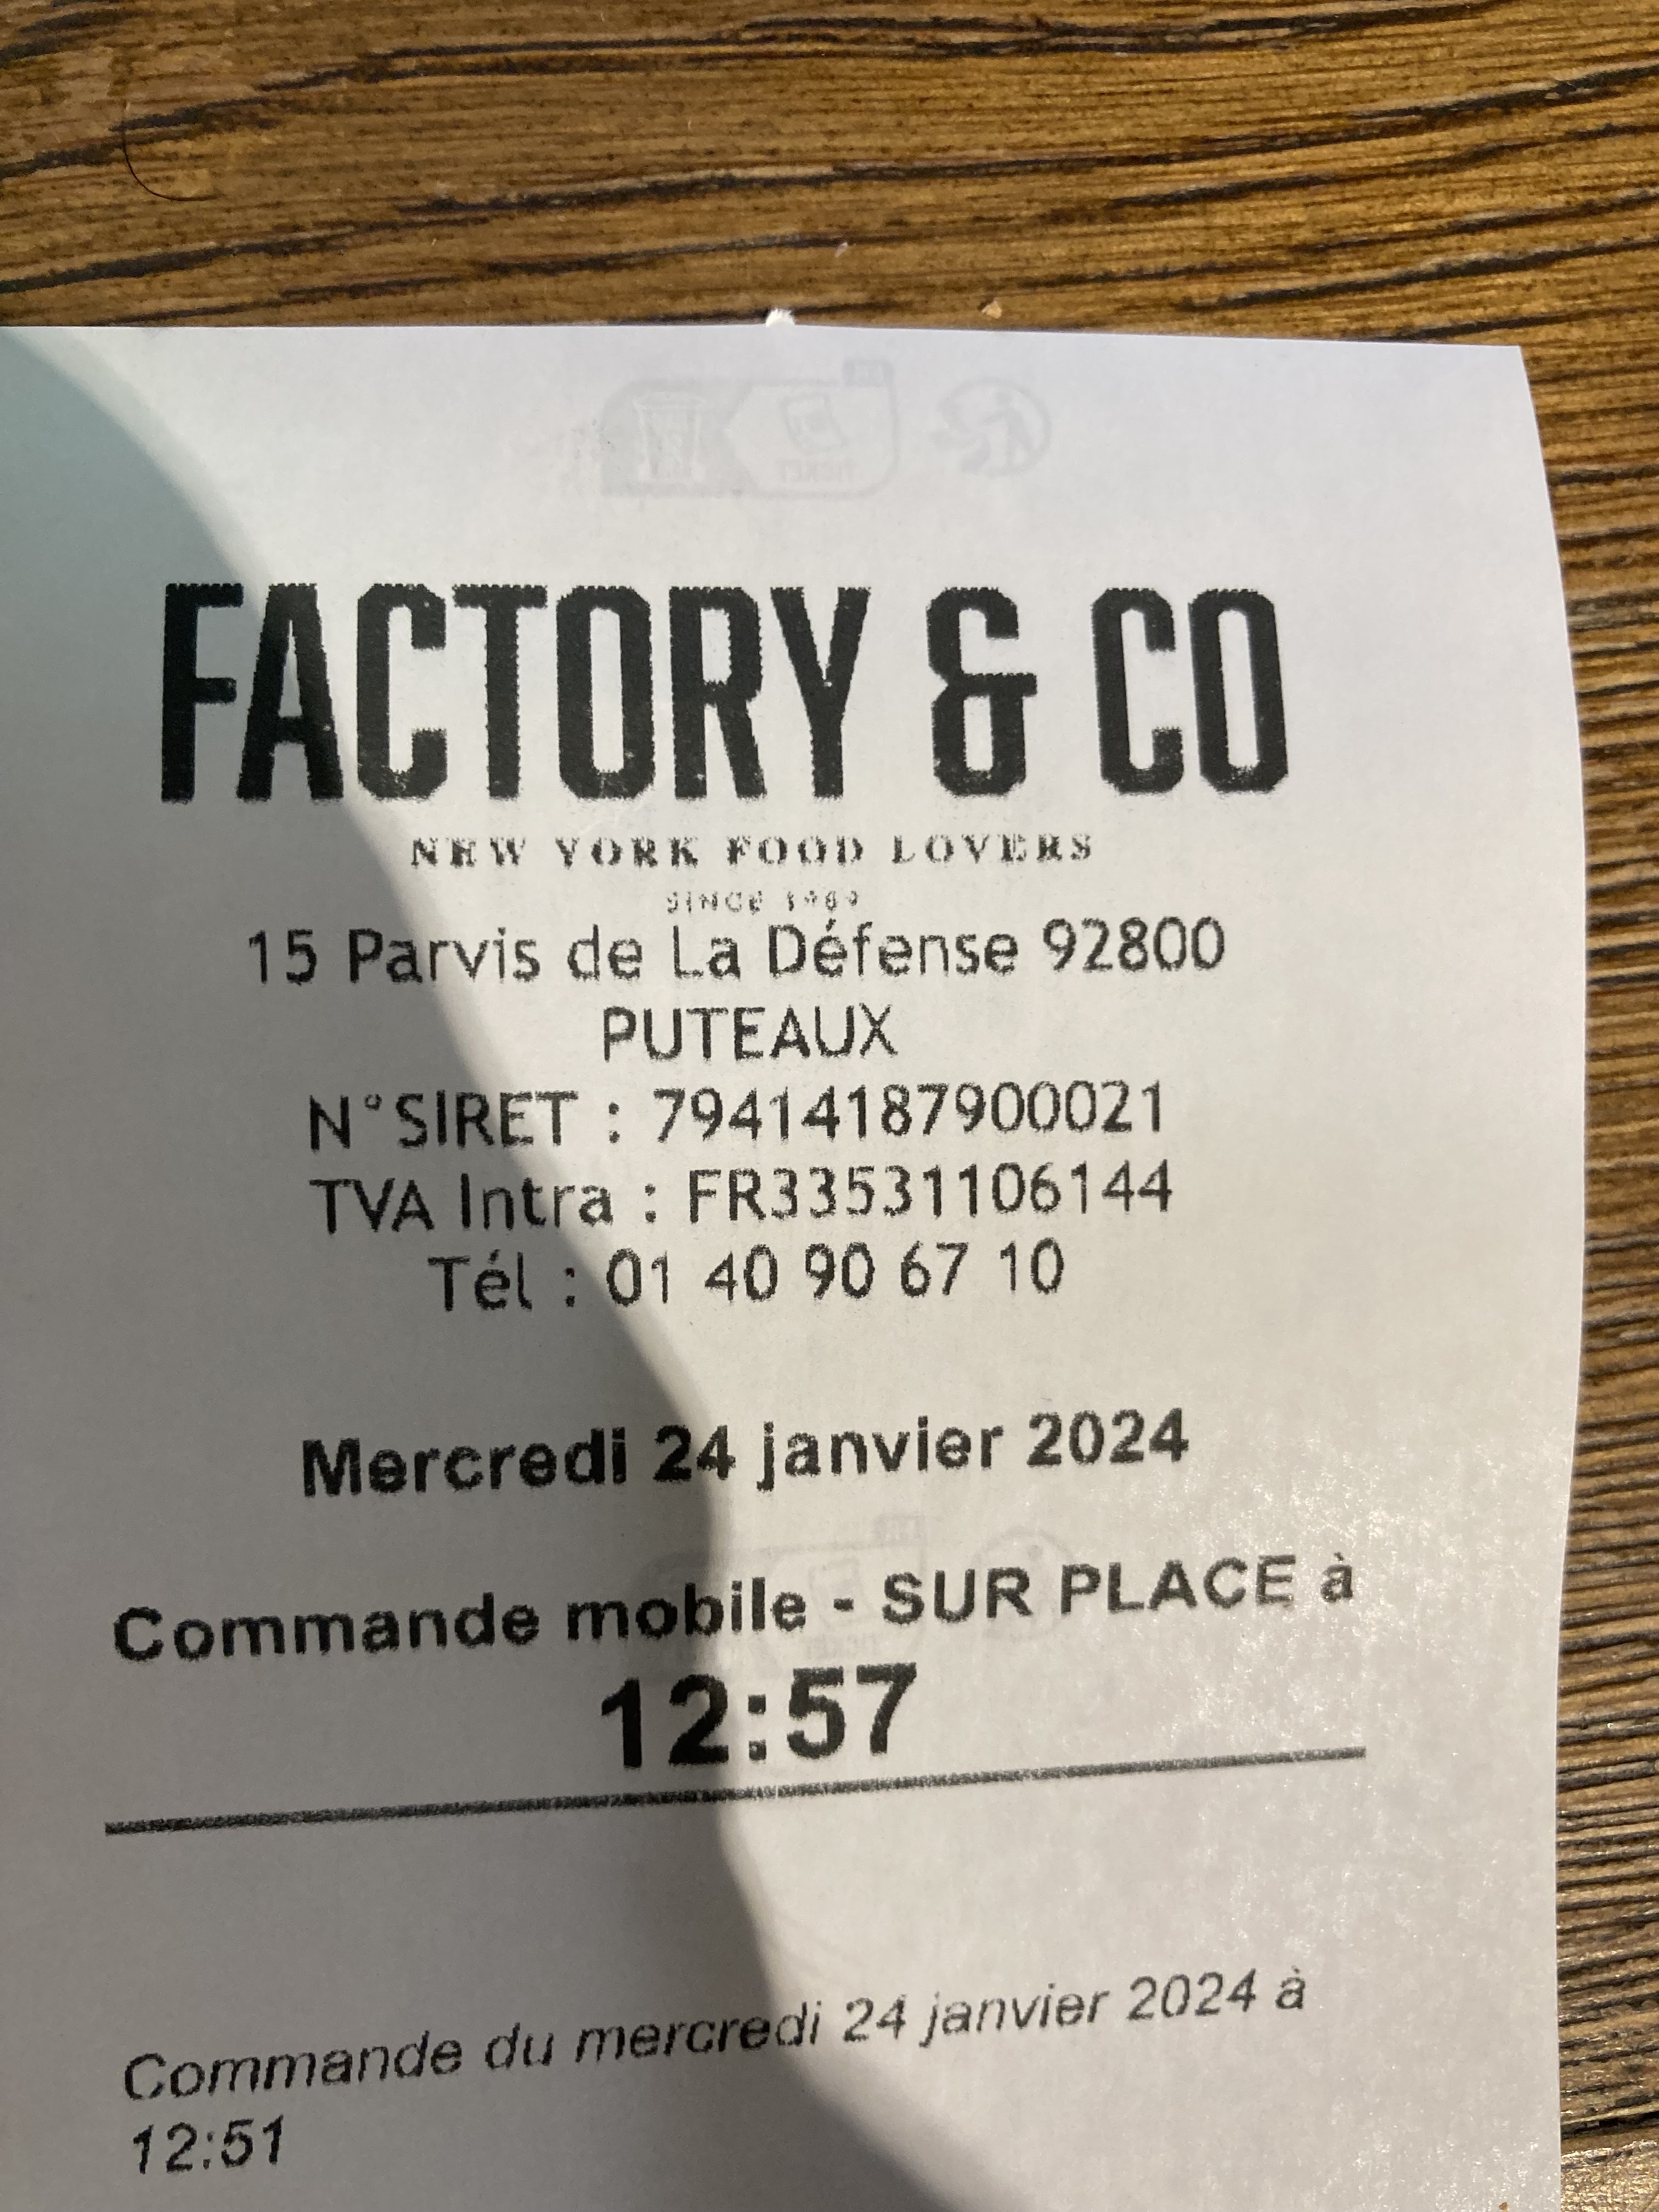 FACTORY & CO
NEW YORK FOOD LOVERS
SINCE 1989
15 Parvis de La Défense 92800
PUTEAUX
N°SIRET : 79414187900021
TVA Intra : FR33531106144
Tél : 01 40 90 67 10
Mercredi 24 janvier 2024
Commande mobile - SUR PLACE à
12:57
Commande du mercredi 24 janvier 2024 à
12:51